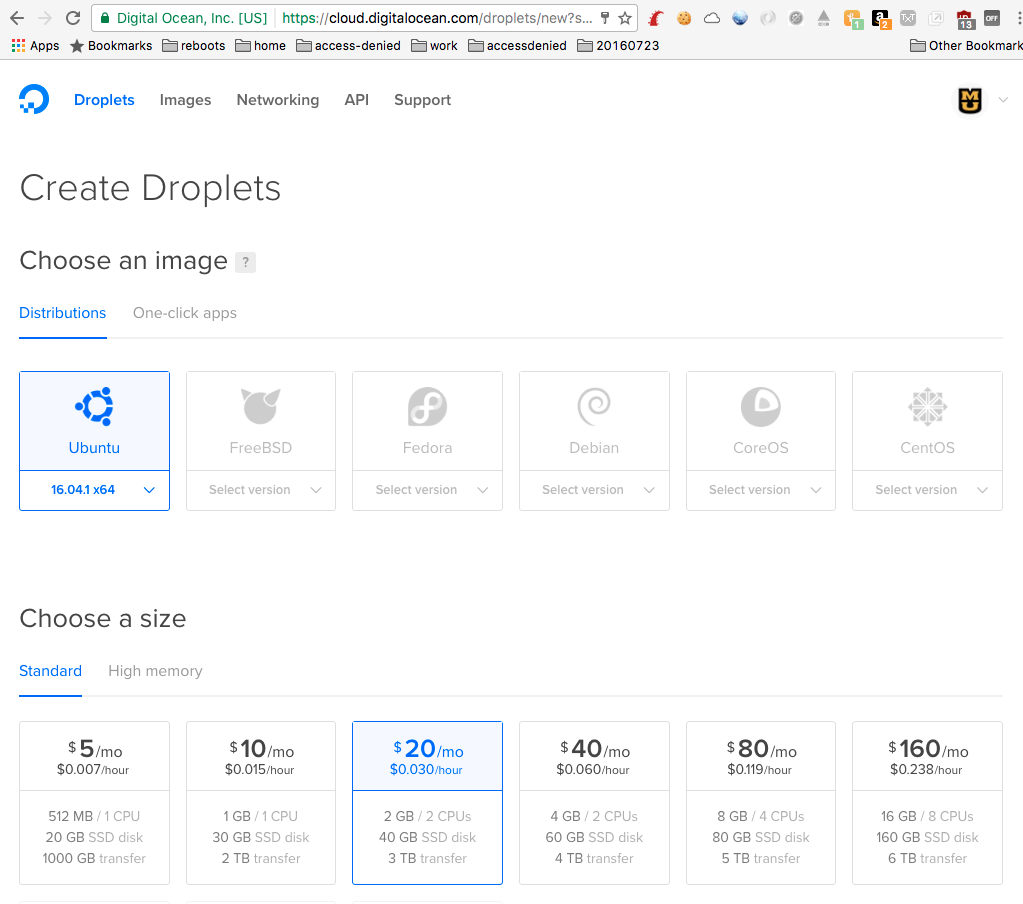 Digital Ocean, Inc. [US] https://cloud.digitalocean.com/droplets/new?s...
1 2 TXT 13 OFF
Apps Bookmarks reboots home access-denied work accessdenied 20160723 Other Bookmark
Droplets Images Networking API Support
Create Droplets
Choose an image ?
Distributions One-click apps
Ubuntu FreeBSD Fedora Debian CoreOS CentOS
16.04.1 x64 Select version Select version Select version Select version Select version
Choose a size
Standard High memory
$5/mo $10/mo $20/mo $40/mo $80/mo $160/mo
$0.007/hour $0.015/hour $0.030/hour $0.060/hour $0.119/hour $0.238/hour
512 MB / 1 CPU 1 GB / 1 CPU 2 GB / 2 CPUs 4 GB / 2 CPUs 8 GB / 4 CPUs 16 GB / 8 CPUs
20 GB SSD disk 30 GB SSD disk 40 GB SSD disk 60 GB SSD disk 80 GB SSD disk 160 GB SSD disk
1000 GB transfer 2 TB transfer 3 TB transfer 4 TB transfer 5 TB transfer 6 TB transfer